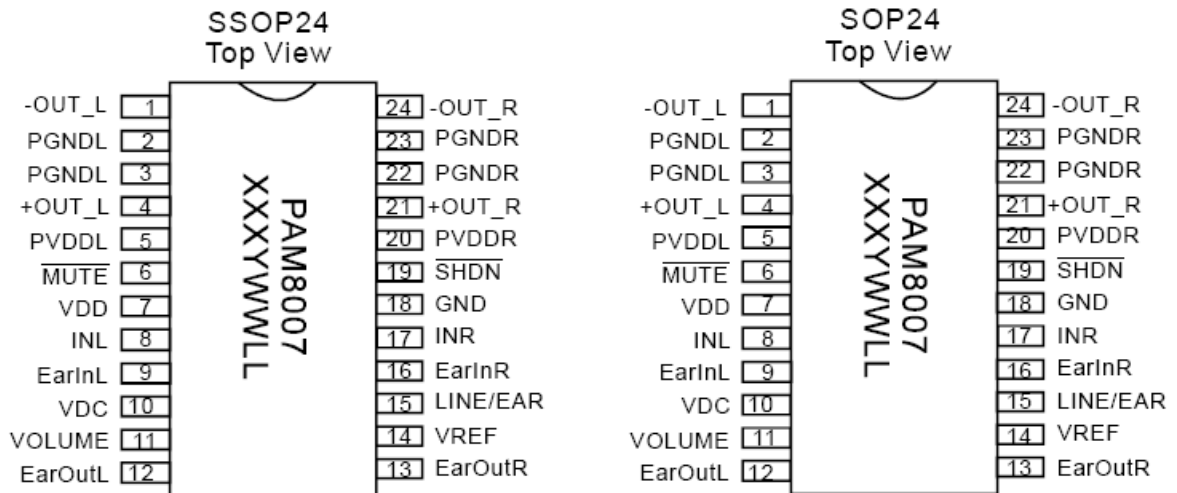 SSOP24
Top View
-OUT_L 1
PGNDL 2
PGNDL 3
+OUT_L 4
PVDDL 5
MUTE 6
VDD 7
INL 8
EarInL 9
VDC 10
VOLUME 11
EarOutL 12
PAM8007
XXXYWWLL
24 -OUT_R
23 PGNDR
22 PGNDR
21 +OUT_R
20 PVDDR
19 SHDN
18 GND
17 INR
16 EarInR
15 LINE/EAR
14 VREF
13 EarOutR
SOP24
Top View
-OUT_L 1
PGNDL 2
PGNDL 3
+OUT_L 4
PVDDL 5
MUTE 6
VDD 7
INL 8
EarInL 9
VDC 10
VOLUME 11
EarOutL 12
PAM8007
XXXYWWLL
24 -OUT_R
23 PGNDR
22 PGNDR
21 +OUT_R
20 PVDDR
19 SHDN
18 GND
17 INR
16 EarInR
15 LINE/EAR
14 VREF
13 EarOutR